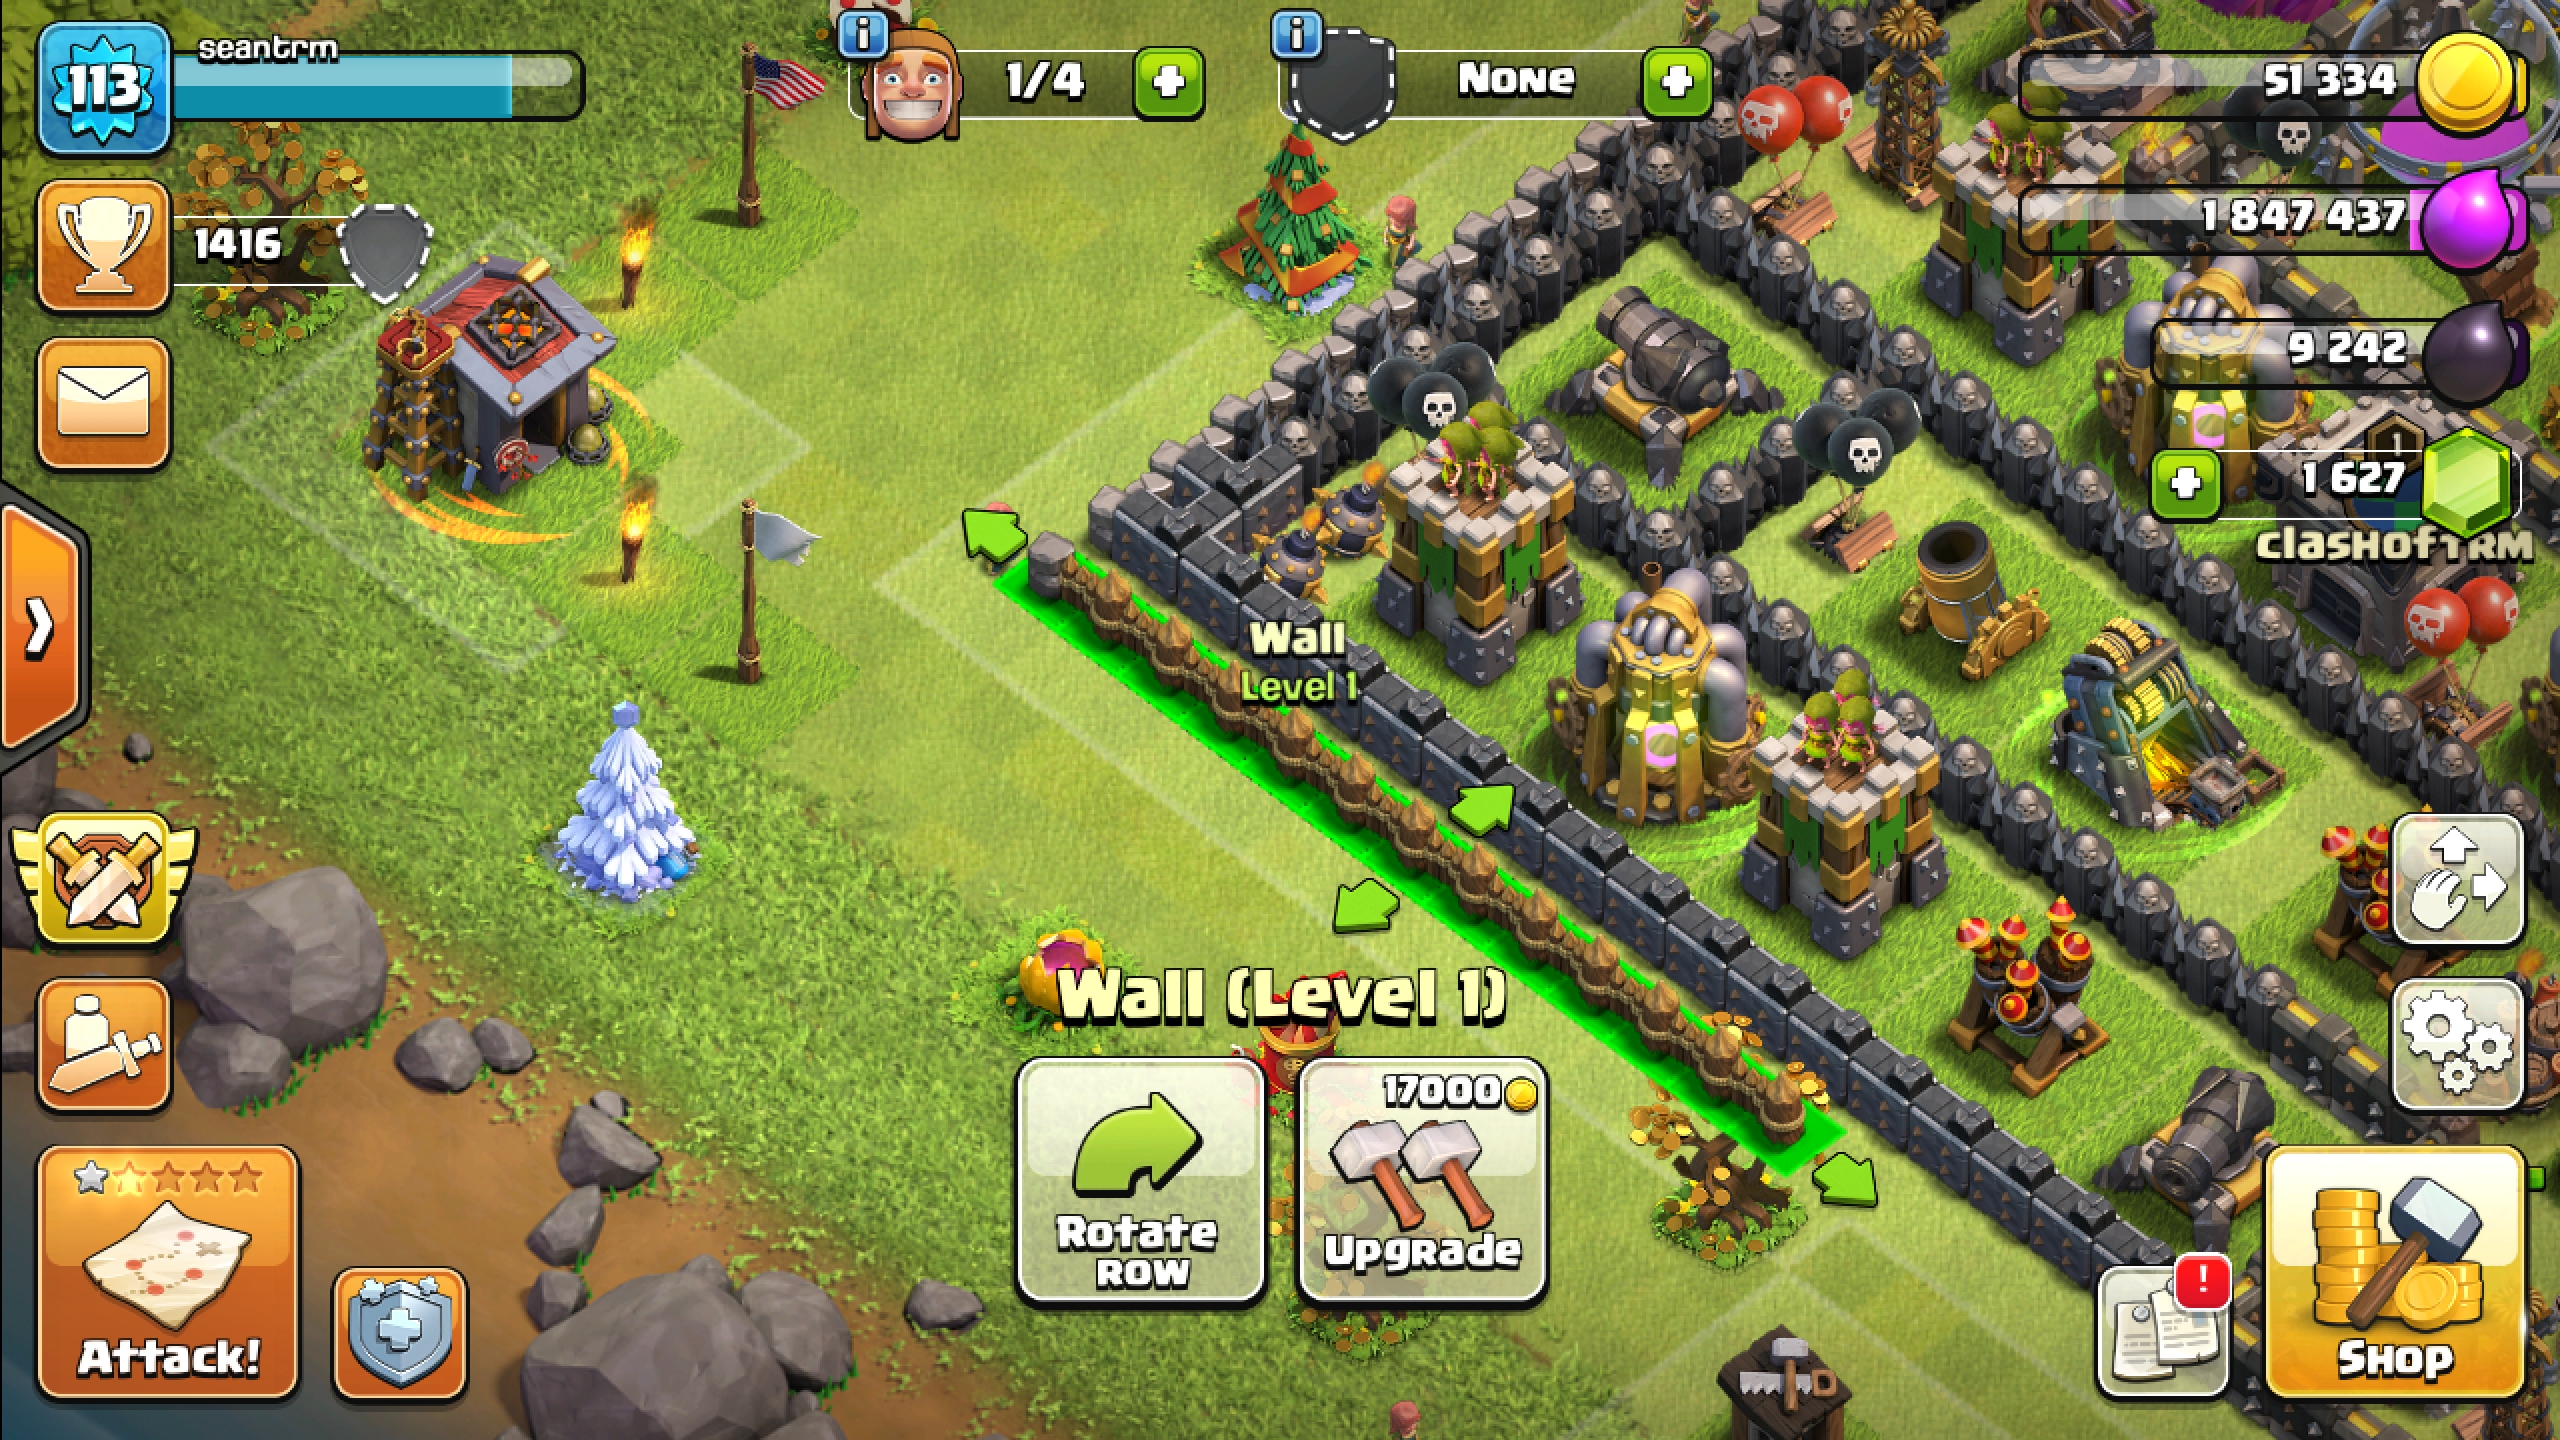 113
seantrm
1/4
None
51 334
1416
1 847 437
9 242
1
1 627
ClashofTRM
Wall
Level 1
Wall (Level 1)
17000
Rotate
Row
Upgrade
Attack!
!
Shop